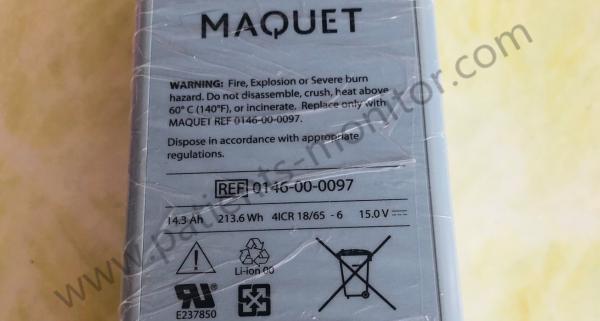 MAQUET
WARNING: Fire, Explosion or Severe burn
hazard. Do not disassemble, crush, heat above
60° C (140°F), or incinerate. Replace only with
MAQUET REF 0146-00-0097.
Dispose in accordance with appropriate
regulations.
REF 0146-00-0097
14.3 Ah 213.6 Wh 4ICR 18/65 - 6 15.0 V
Li-ion 00
E237850
www.patients-monitor.com